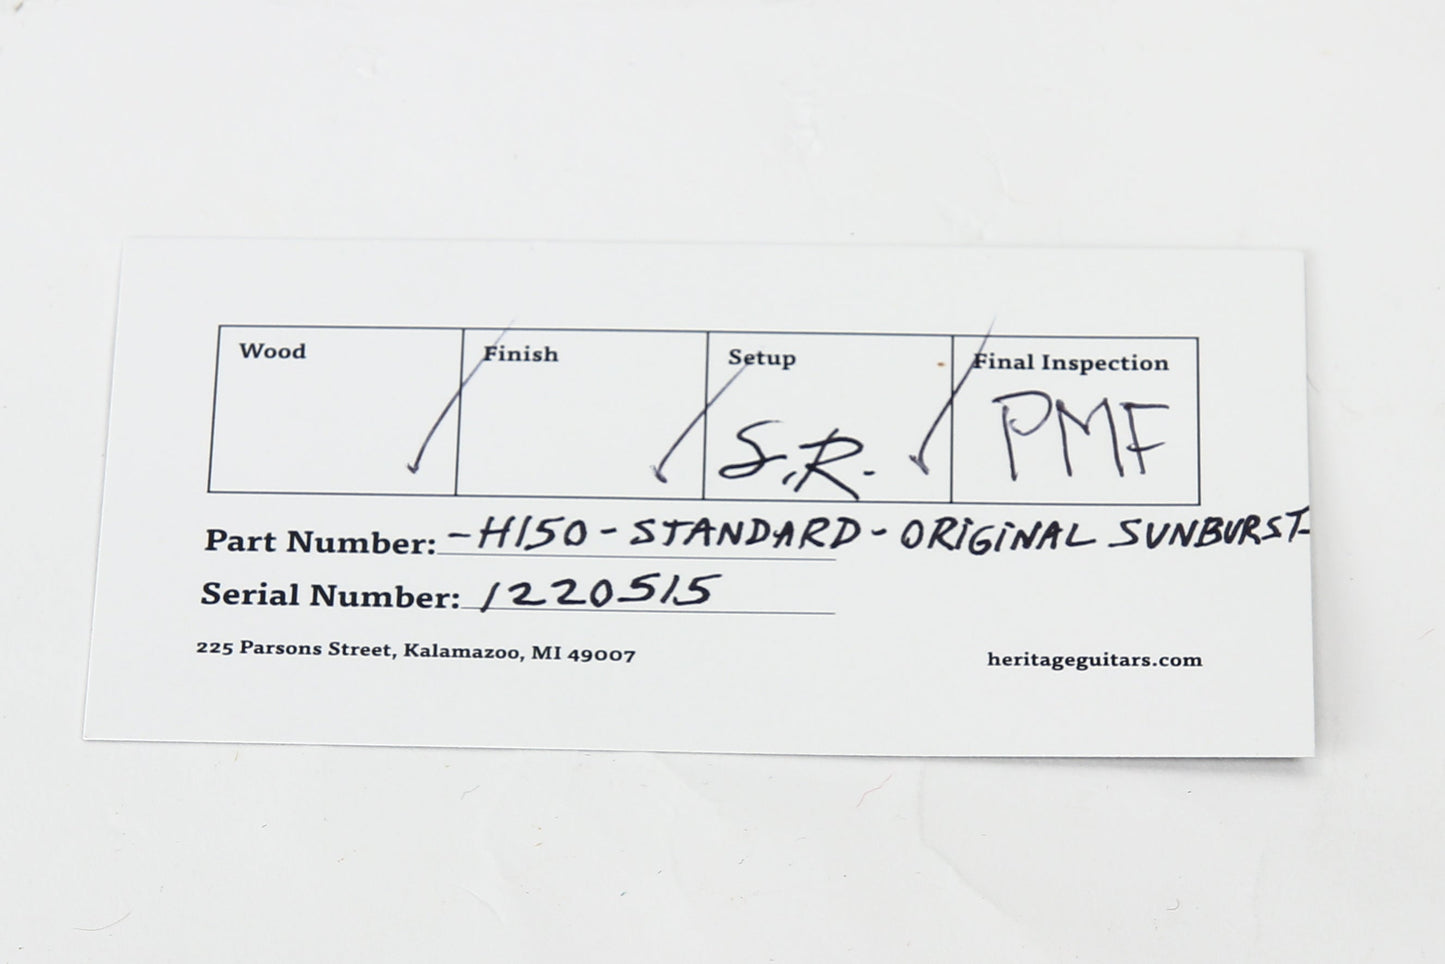 Wood Finish Setup Final Inspection
S.R. PMF
Part Number: -H150-STANDARD-ORIGINAL SUNBURST-
Serial Number: 1220515
225 Parsons Street, Kalamazoo, MI 49007 heritageguitars.com